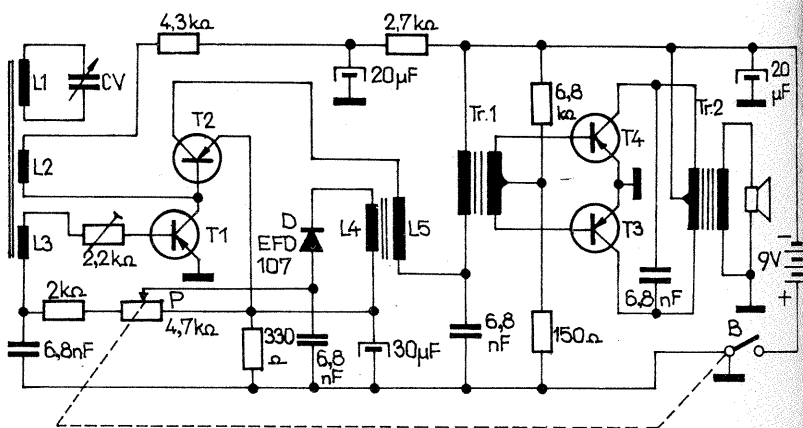 4,3kΩ
2,7kΩ
L1
CV
20µF
6,8
kΩ
20
µF
T2
Tr.1
T4
Tr.2
L2
L3
T1
D
EFD
107
L4
L5
T3
2,2kΩ
9V
-
+
2kΩ
P
4,7kΩ
6,8nF
330
Ω
6,8
nF
30µF
6,8
nF
150Ω
6,8nF
B